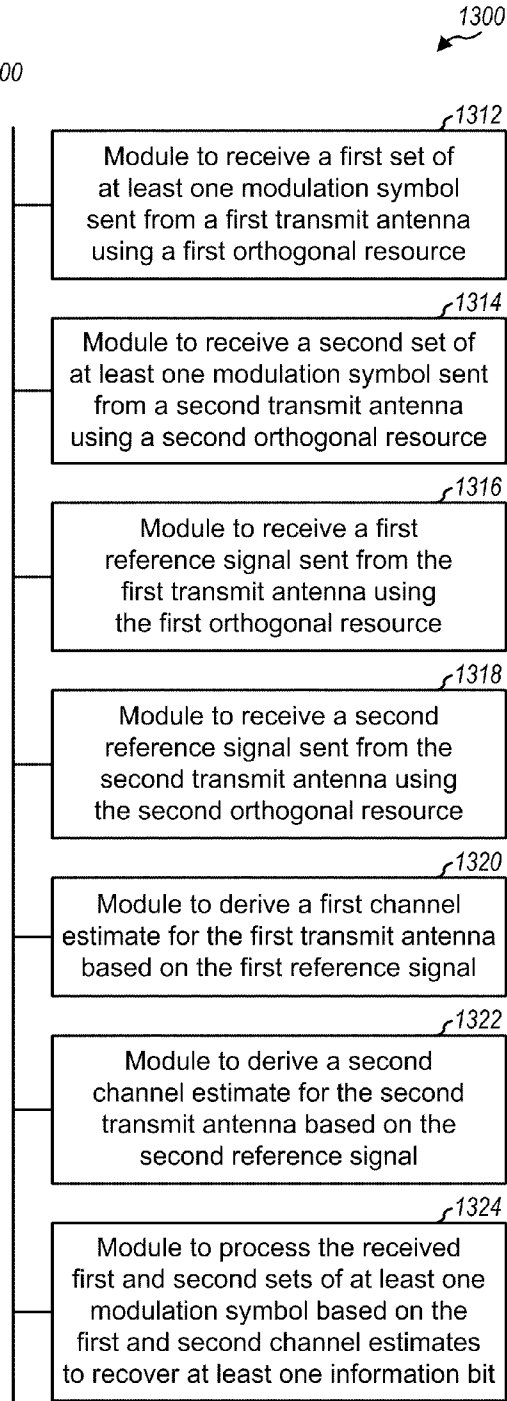 1300
00
1312
Module to receive a first set of
at least one modulation symbol
sent from a first transmit antenna
using a first orthogonal resource
1314
Module to receive a second set of
at least one modulation symbol sent
from a second transmit antenna
using a second orthogonal resource
1316
Module to receive a first
reference signal sent from the
first transmit antenna using
the first orthogonal resource
1318
Module to receive a second
reference signal sent from the
second transmit antenna using
the second orthogonal resource
1320
Module to derive a first channel
estimate for the first transmit antenna
based on the first reference signal
1322
Module to derive a second
channel estimate for the second
transmit antenna based on the
second reference signal
1324
Module to process the received
first and second sets of at least one
modulation symbol based on the
first and second channel estimates
to recover at least one information bit